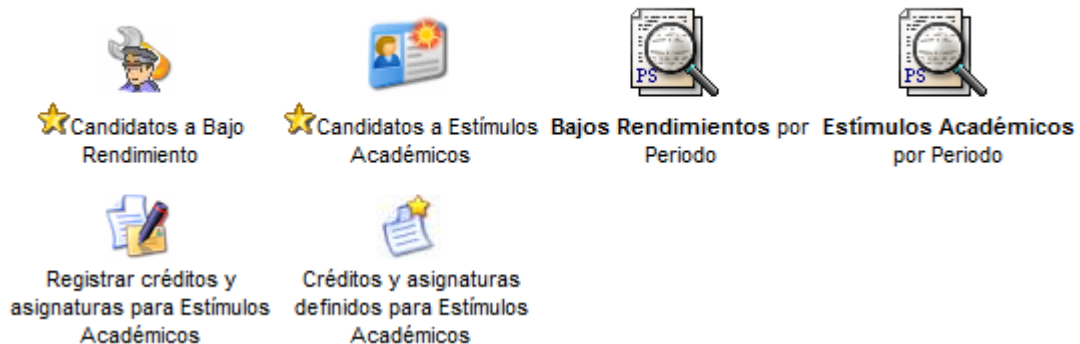 PS
PS
Candidatos a Bajo
Rendimiento
Candidatos a Estímulos
Académicos
Bajos Rendimientos por
Periodo
Estímulos Académicos
por Periodo
Registrar créditos y
asignaturas para Estímulos
Académicos
Créditos y asignaturas
definidos para Estímulos
Académicos